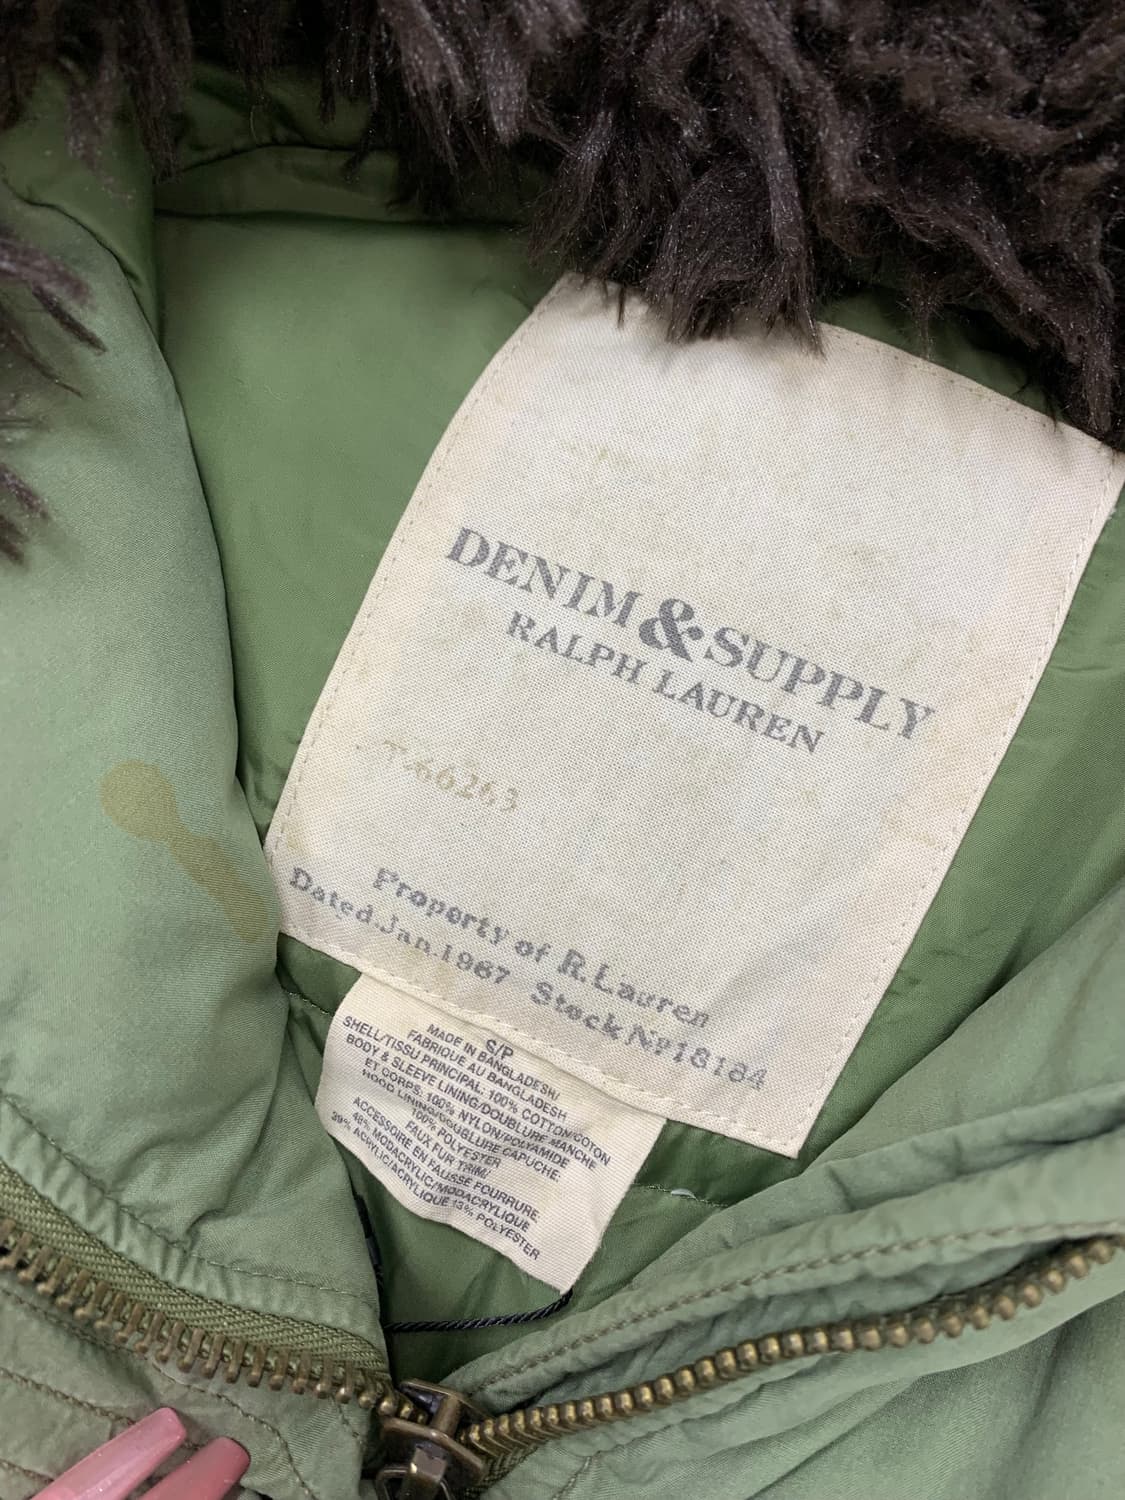 DENIM & SUPPLY
RALPH LAUREN
T-66263
Property of R.Lauren
Dated.Jan.1967 Stock Nº18184
S/P
MADE IN BANGLADESH/
FABRIQUE AU BANGLADESH
SHELL/TISSU PRINCIPAL: 100% COTTON/COTON
BODY & SLEEVE LINING/DOUBLURE MANCHE
ET CORPS: 100% NYLON/POLYAMIDE
HOOD LINING/DOUBLURE CAPUCHE:
100% POLYESTER
FAUX FUR TRIM/
ACCESSOIRE EN FAUSSE FOURRURE:
48% MODACRYLIC/MODACRYLIQUE
39% ACRYLIC/ACRYLIQUE 13% POLYESTER